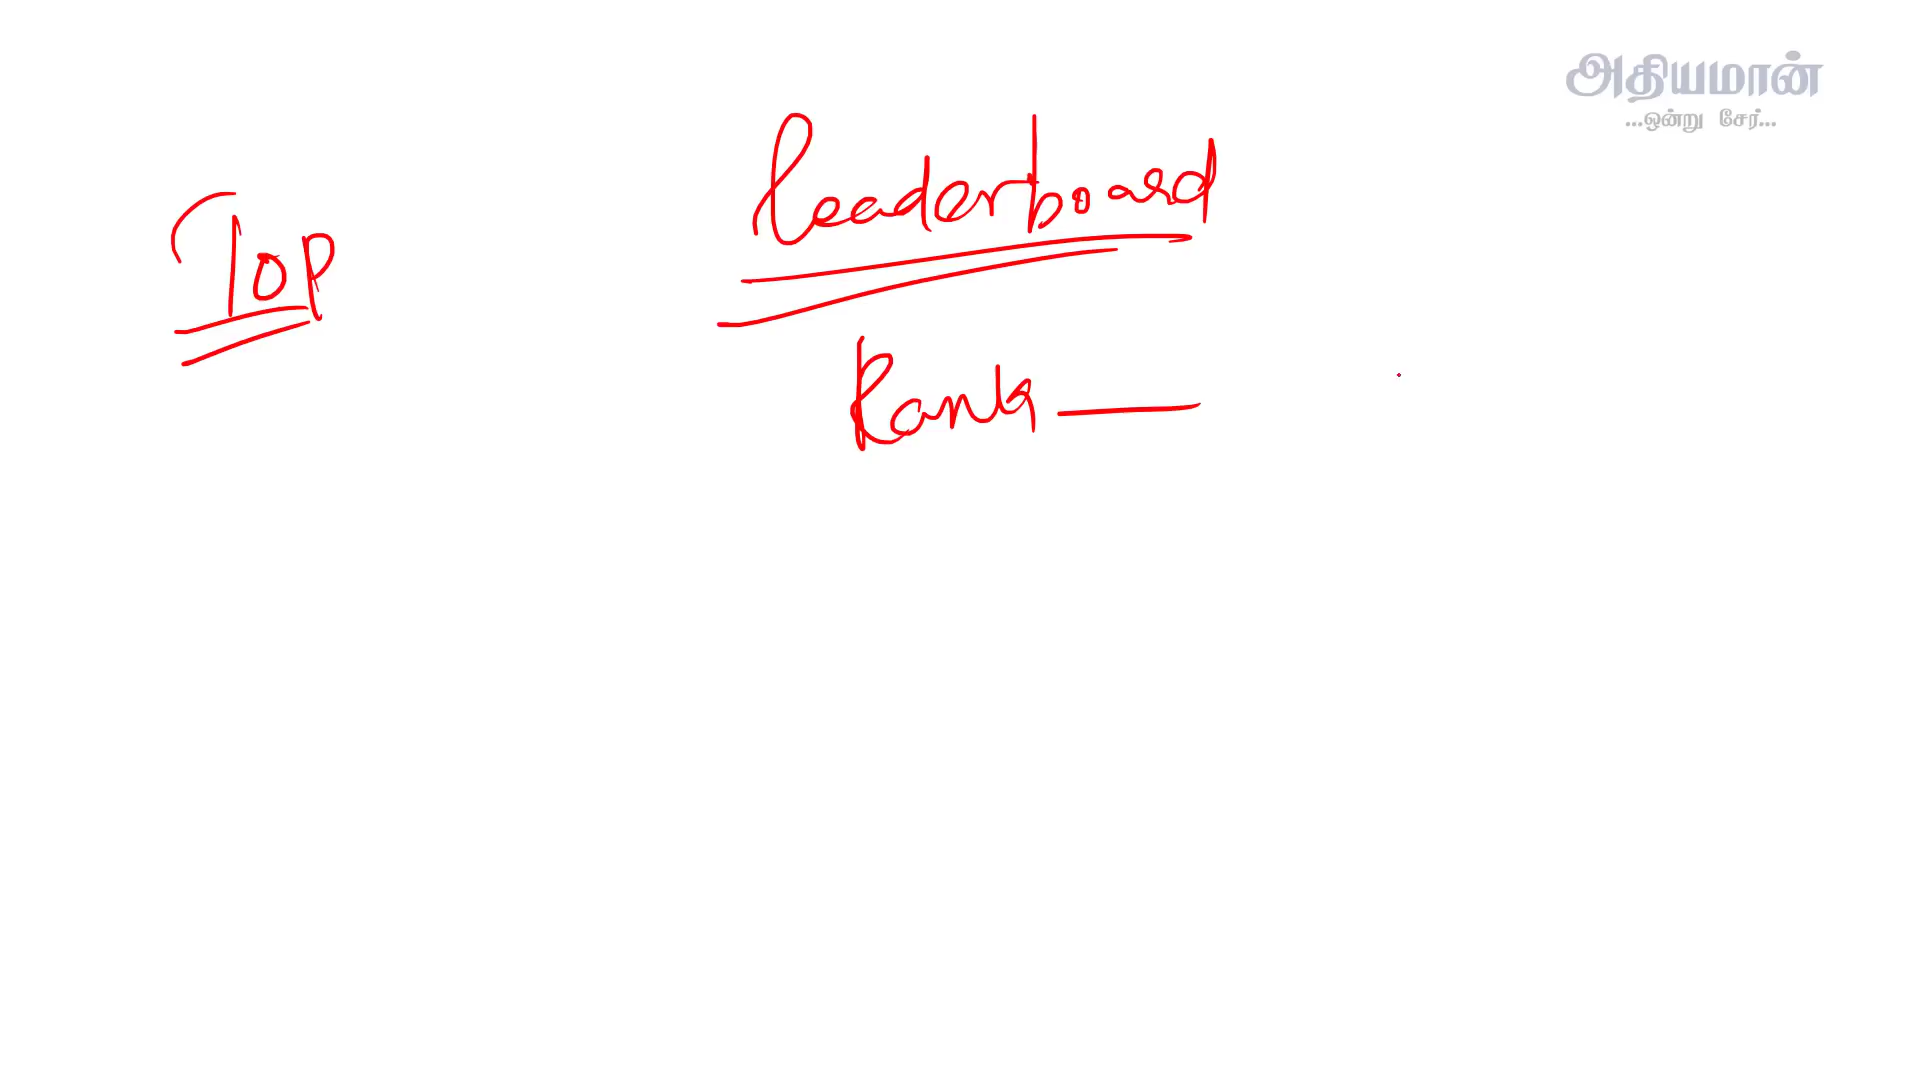 அதியமான்
...ஒன்று சேர்...
Leaderboard
Top
Rank —